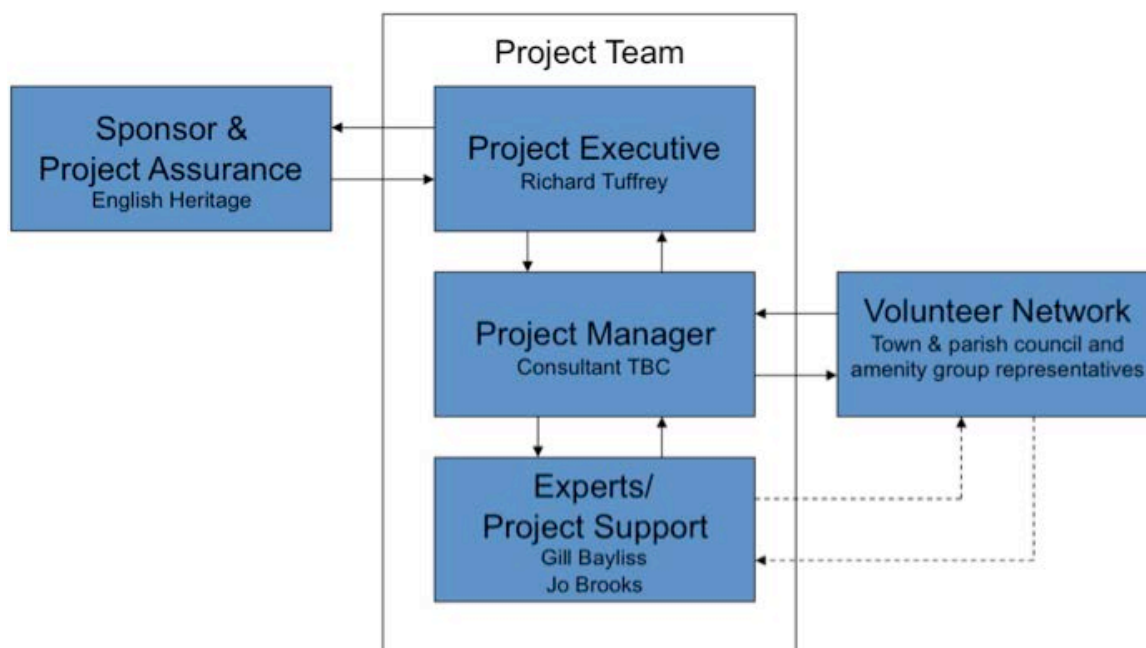 Project Team
Sponsor &
Project Assurance
English Heritage
Project Executive
Richard Tuffrey
Project Manager
Consultant TBC
Volunteer Network
Town & parish council and
amenity group representatives
Experts/
Project Support
Gill Bayliss
Jo Brooks